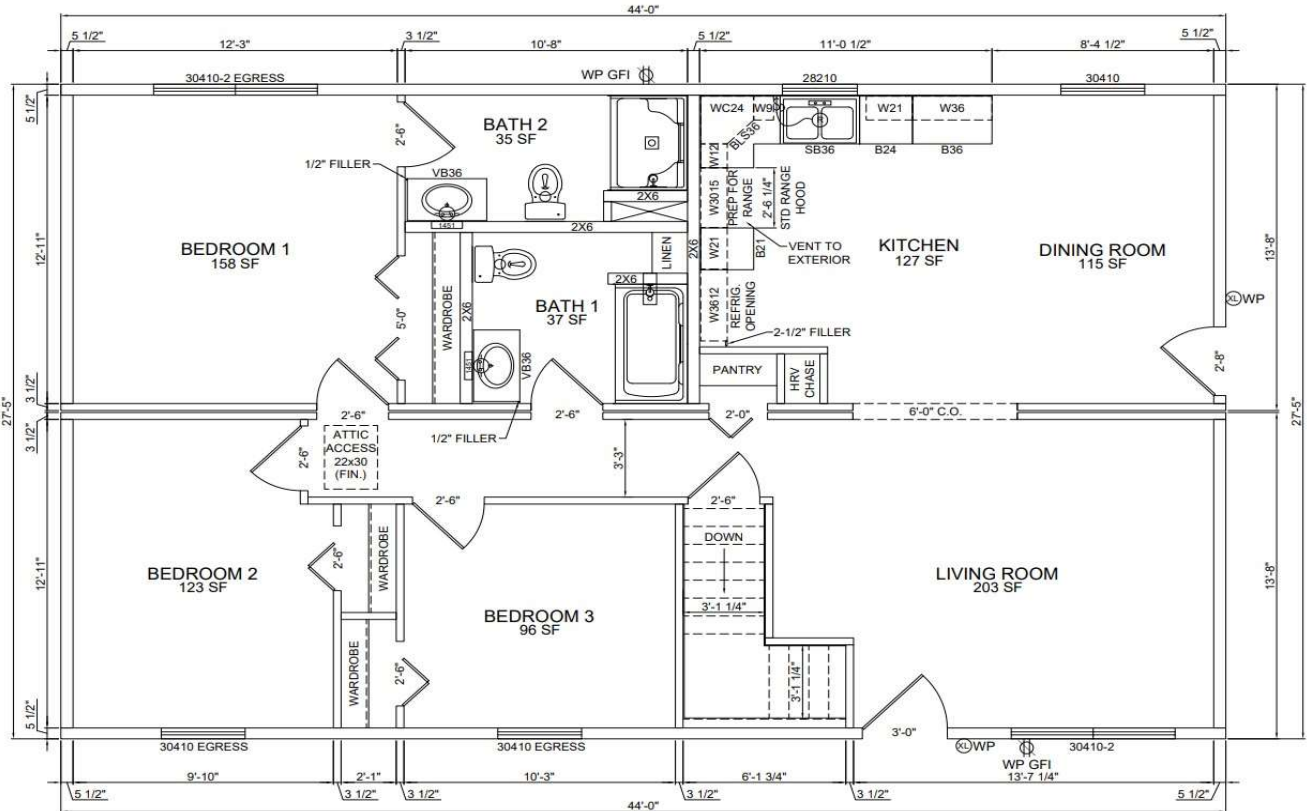 44'-0"
5 1/2"
12'-3"
3 1/2"
10'-8"
5 1/2"
11'-0 1/2"
8'-4 1/2"
5 1/2"
30410-2 EGRESS
WP GFI
28210
30410
5 1/2"
12'-11"
3 1/2"
27'-5"
3 1/2"
12'-11"
5 1/2"
BEDROOM 1
158 SF
2'-6"
1/2" FILLER
BATH 2
35 SF
VB36
1451
2X6
2X6
5'-0"
WARDROBE
2X6
BATH 1
37 SF
LINEN
2X6
2X6
1451
VB36
1/2" FILLER
WC24
BLS36
SB36
W21
W36
B24
B36
W12
W3015
PREP FOR
RANGE
2'-6 1/4"
STD RANGE
HOOD
VENT TO
EXTERIOR
W21
B21
W3612
REFRIG.
OPENING
2-1/2" FILLER
KITCHEN
127 SF
DINING ROOM
115 SF
XL WP
2'-8"
13'-8"
27'-5"
13'-8"
PANTRY
HRV
CHASE
2'-6"
2'-6"
2'-0"
6'-0" C.O.
ATTIC
ACCESS
22x30
(FIN.)
2'-6"
3'-3"
2'-6"
2'-6"
BEDROOM 2
123 SF
2'-6"
WARDROBE
WARDROBE
2'-6"
BEDROOM 3
96 SF
DOWN
3'-1 1/4"
3'-1 1/4"
LIVING ROOM
203 SF
3'-0"
30410 EGRESS
30410 EGRESS
XL WP
WP GFI
30410-2
9'-10"
2'-1"
10'-3"
6'-1 3/4"
13'-7 1/4"
5 1/2"
3 1/2"
3 1/2"
3 1/2"
3 1/2"
5 1/2"
44'-0"